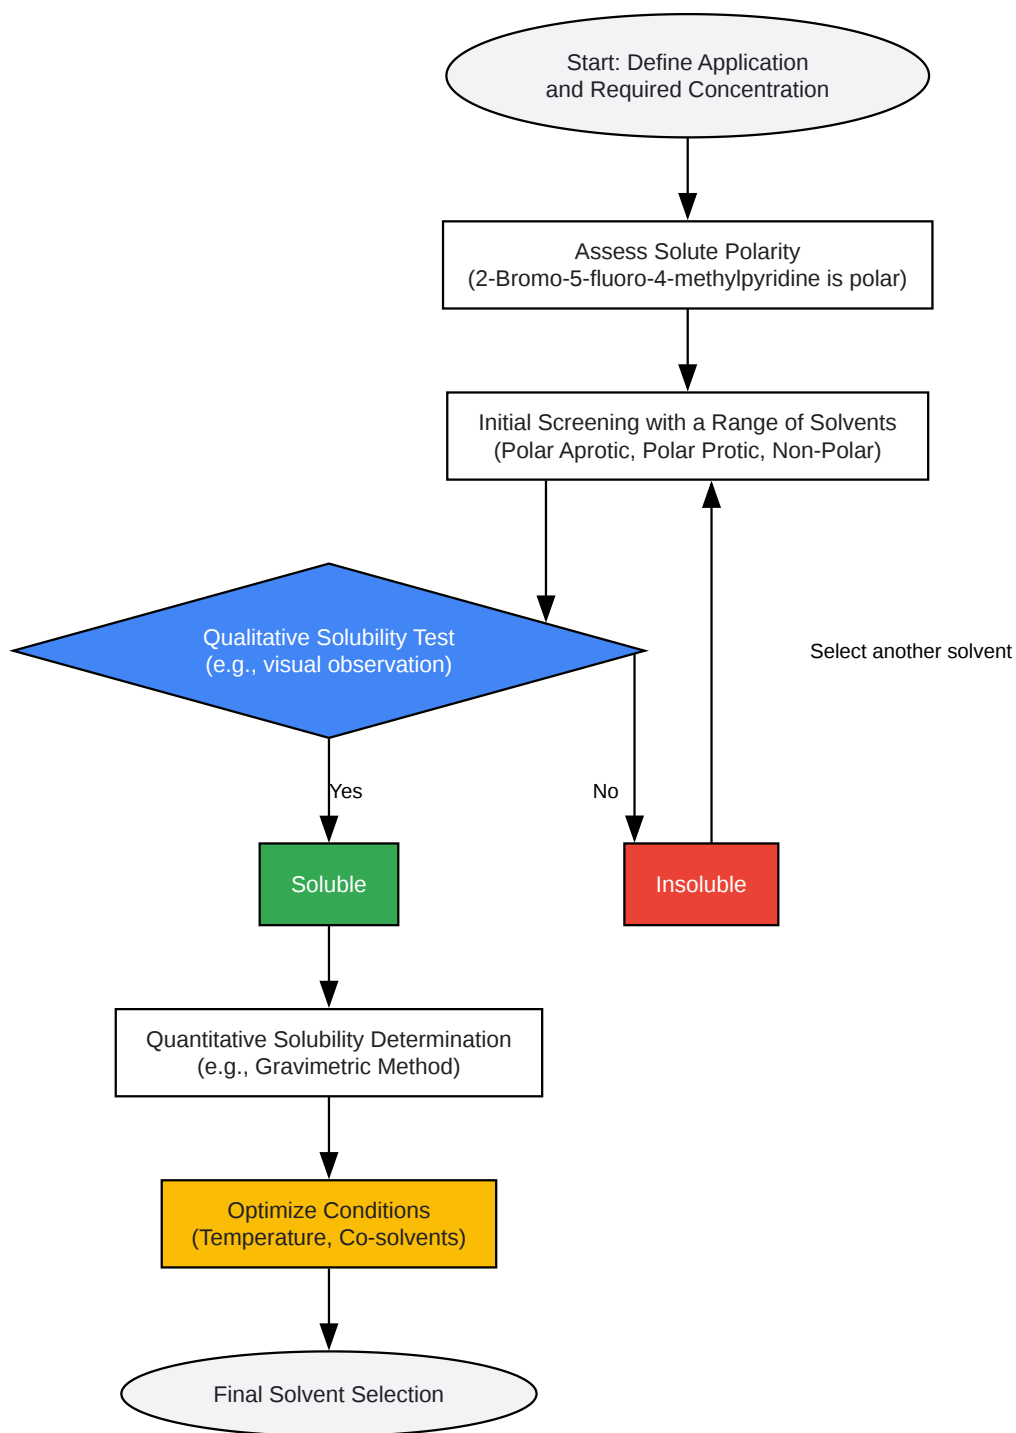 Start: Define Application
and Required Concentration
Assess Solute Polarity
(2-Bromo-5-fluoro-4-methylpyridine is polar)
Initial Screening with a Range of Solvents
(Polar Aprotic, Polar Protic, Non-Polar)
Qualitative Solubility Test
(e.g., visual observation)
Select another solvent
Yes
No
Soluble
Insoluble
Quantitative Solubility Determination
(e.g., Gravimetric Method)
Optimize Conditions
(Temperature, Co-solvents)
Final Solvent Selection